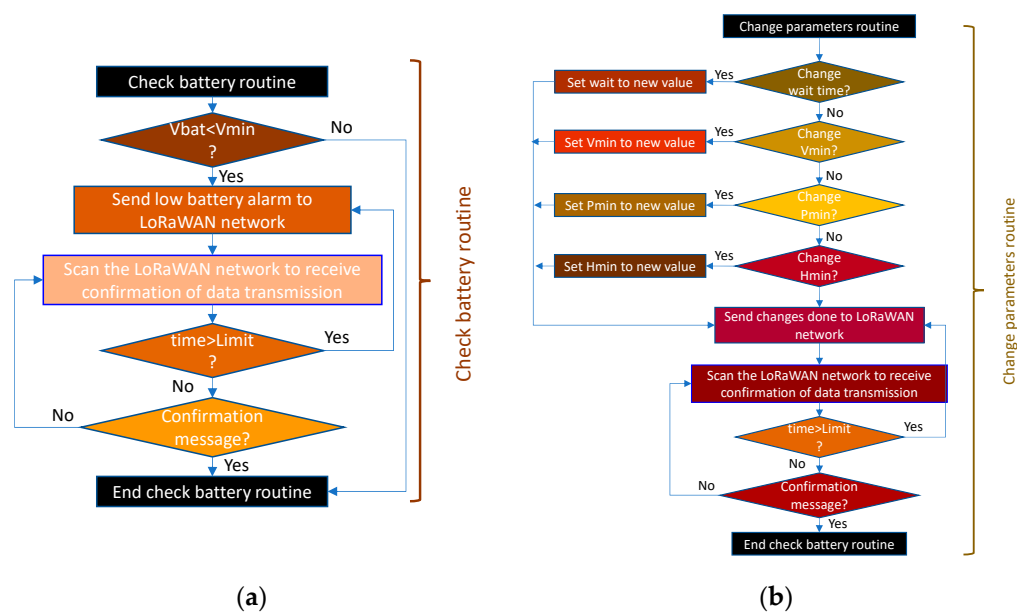 Check battery routine
Vbat<Vmin
?
No
Yes
Send low battery alarm to
LoRaWAN network
Scan the LoRaWAN network to receive
confirmation of data transmission
time>Limit
?
Yes
No
Confirmation
message?
No
Yes
End check battery routine
Check battery routine
(a)
Change parameters routine
Change
wait time?
Yes
Set wait to new value
No
Change
Vmin?
Yes
Set Vmin to new value
No
Change
Pmin?
Yes
Set Pmin to new value
No
Change
Hmin?
Yes
Set Hmin to new value
Send changes done to LoRaWAN
network
Scan the LoRaWAN network to receive
confirmation of data transmission
time>Limit
?
Yes
No
Confirmation
message?
No
Yes
End check battery routine
Change parameters routine
(b)